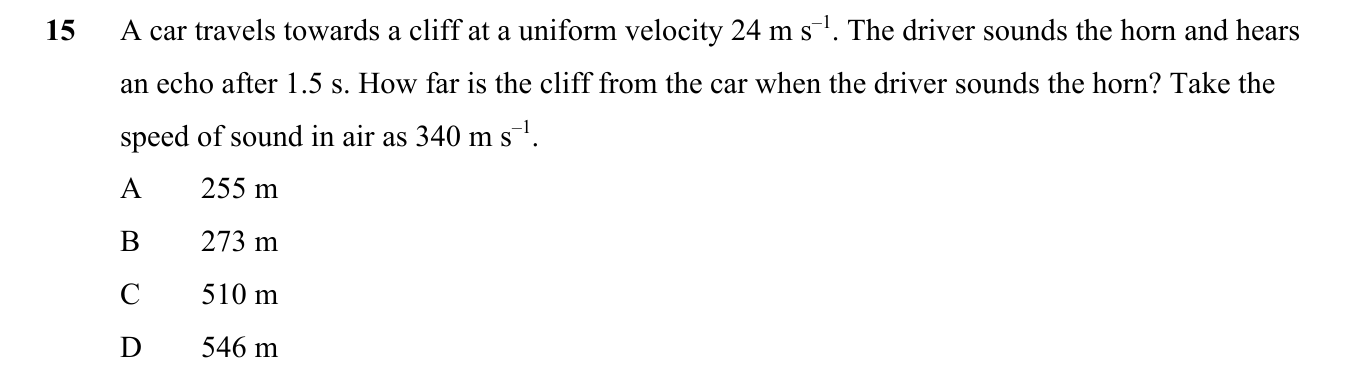 15 A car travels towards a cliff at a uniform velocity 24 m s⁻¹. The driver sounds the horn and hears
an echo after 1.5 s. How far is the cliff from the car when the driver sounds the horn? Take the
speed of sound in air as 340 m s⁻¹.
A 255 m
B 273 m
C 510 m
D 546 m